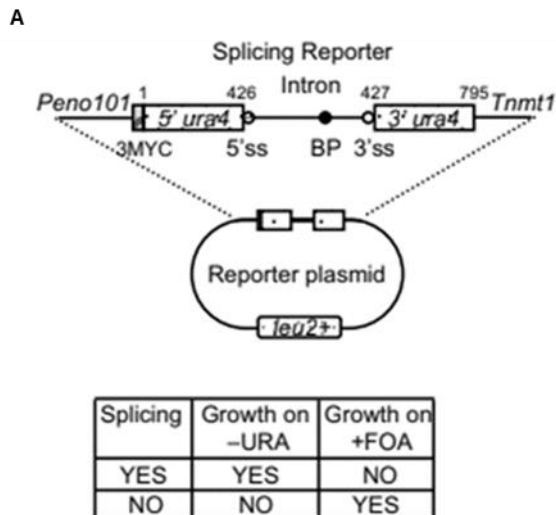 A
Splicing Reporter
Intron
Peno101 1 426 427 795 Tnmt1
5' ura4 3' ura4
3MYC 5'ss BP 3'ss
Reporter plasmid
leu2+
Splicing Growth on Growth on
–URA +FOA
YES YES NO
NO NO YES